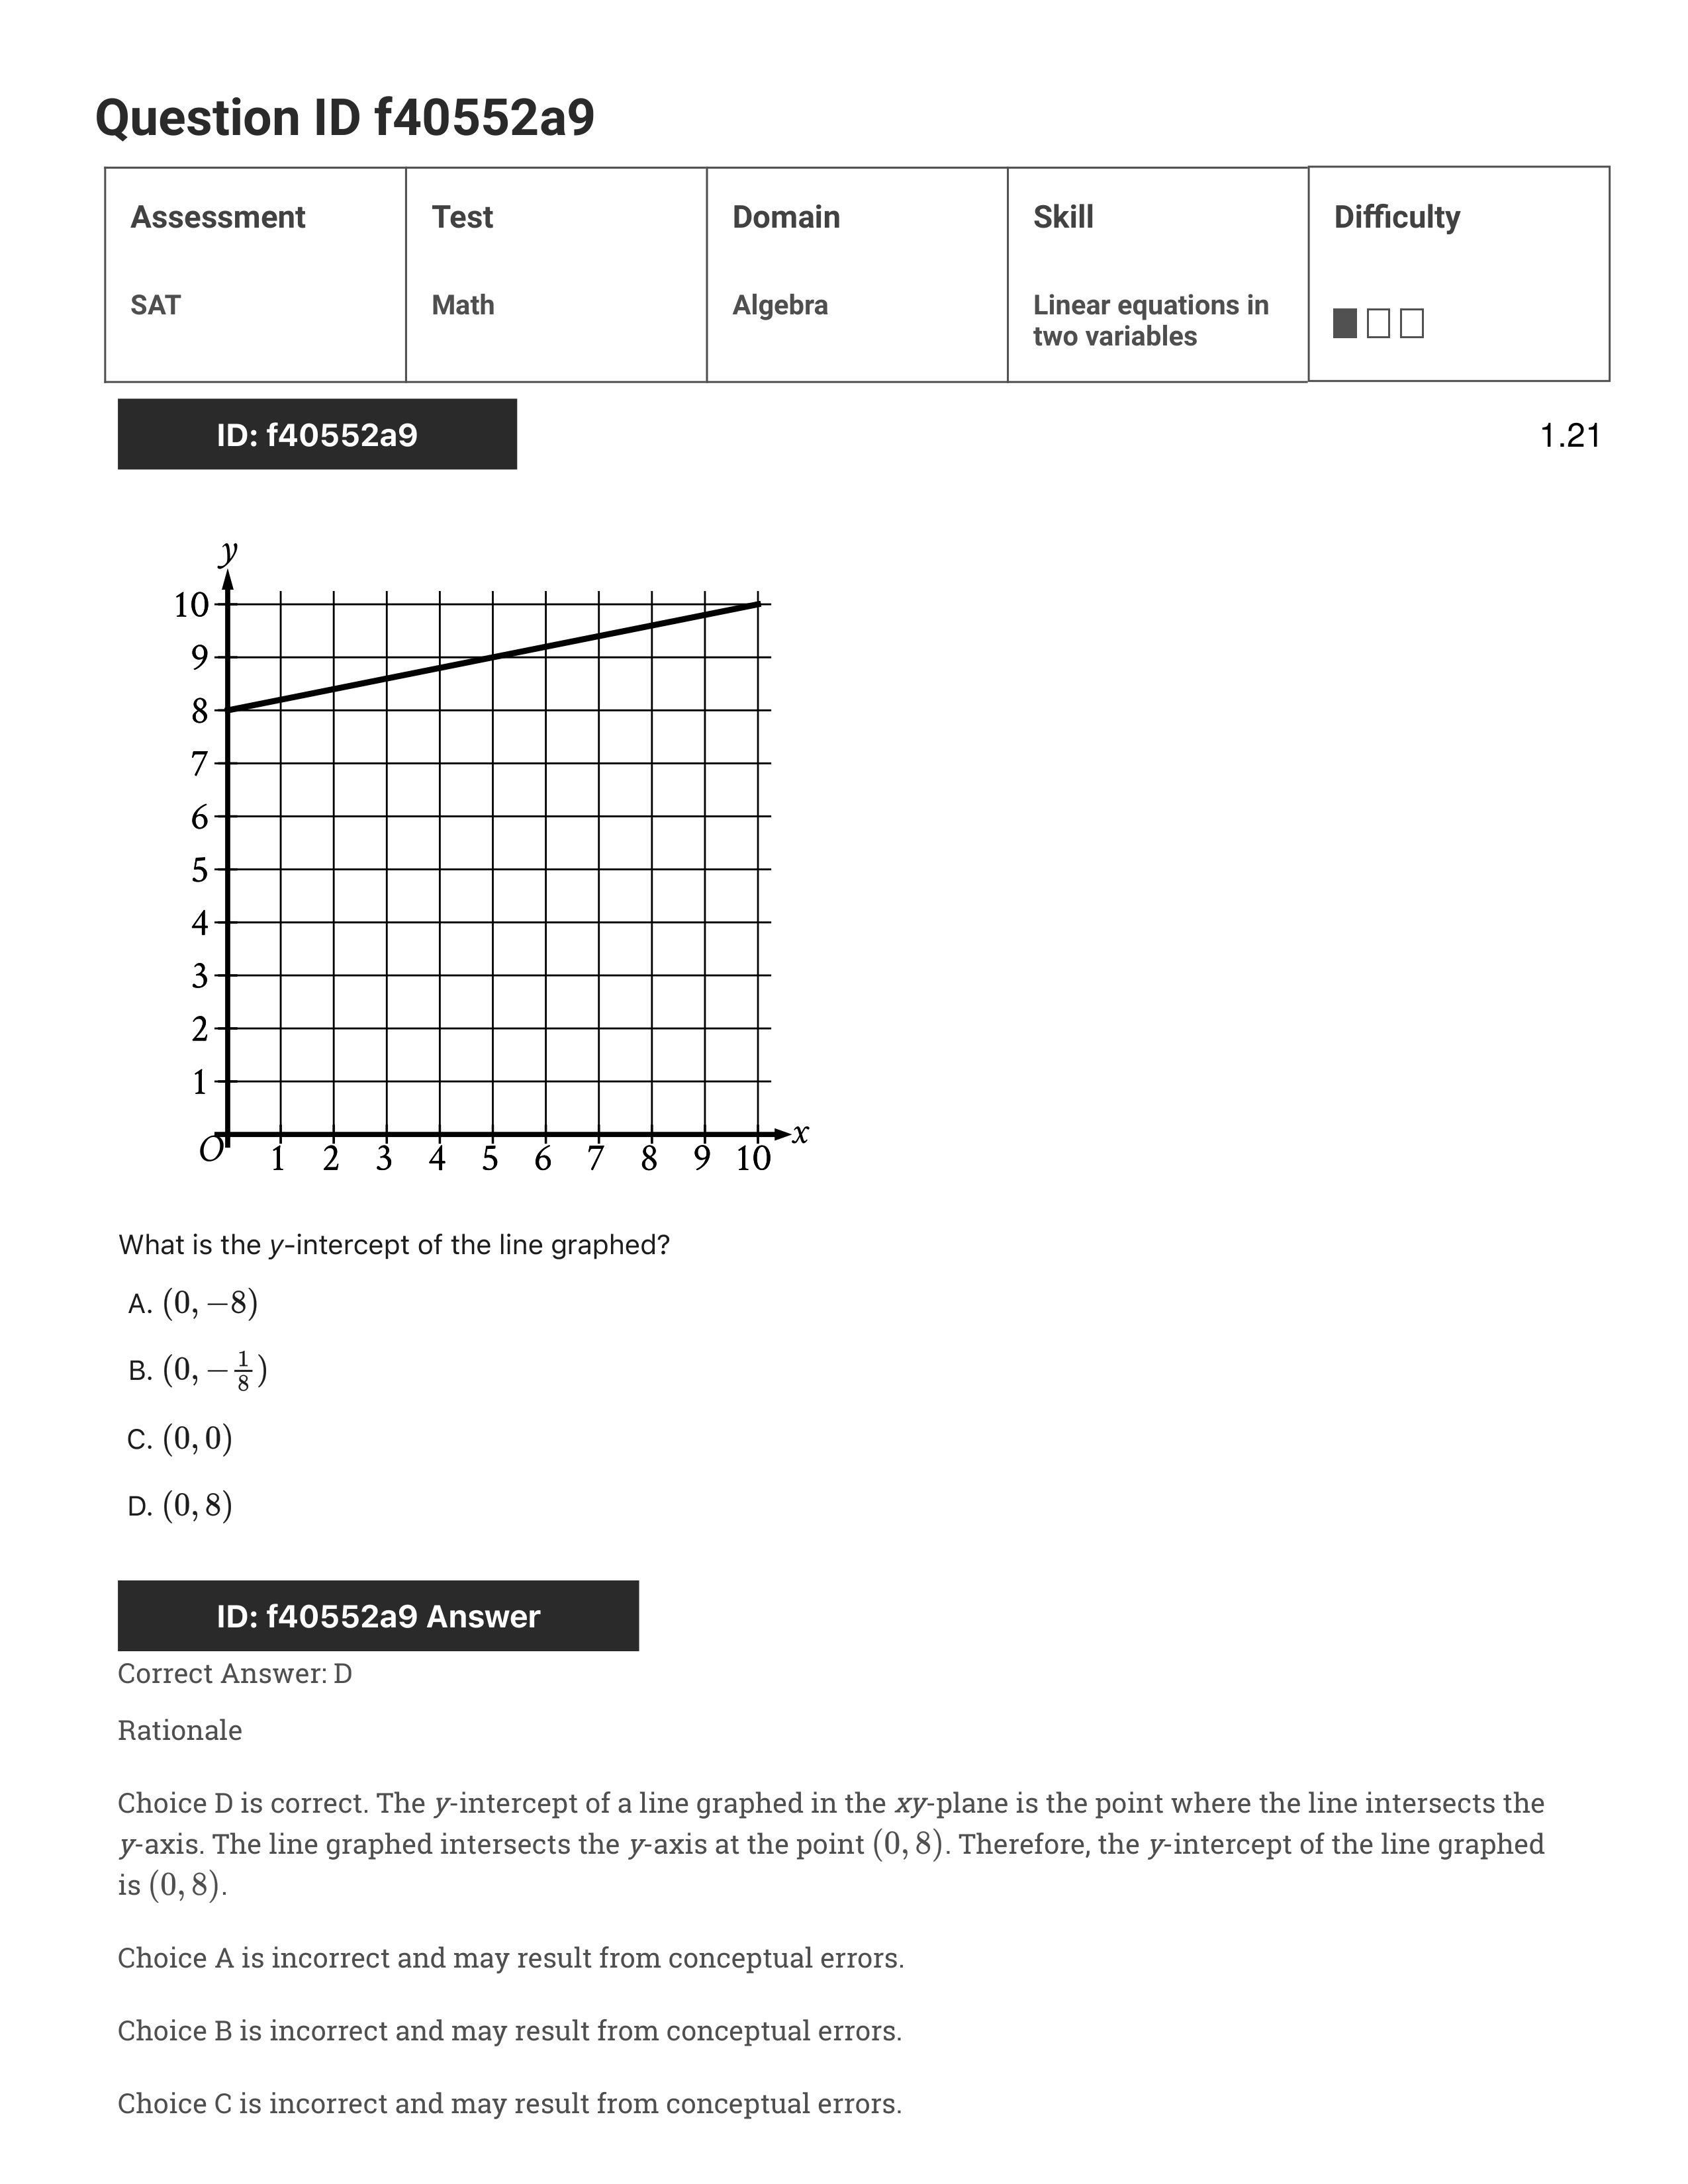 Question ID f40552a9
Assessment Test Domain Skill Difficulty
SAT Math Algebra Linear equations in
two variables
ID: f40552a9 1.21
y
10
9
8
7
6
5
4
3
2
1
O 1 2 3 4 5 6 7 8 9 10 x
What is the y-intercept of the line graphed?
A. (0, −8)
B. (0, −1/8)
C. (0, 0)
D. (0, 8)
ID: f40552a9 Answer
Correct Answer: D
Rationale
Choice D is correct. The y-intercept of a line graphed in the xy-plane is the point where the line intersects the
y-axis. The line graphed intersects the y-axis at the point (0, 8). Therefore, the y-intercept of the line graphed
is (0, 8).
Choice A is incorrect and may result from conceptual errors.
Choice B is incorrect and may result from conceptual errors.
Choice C is incorrect and may result from conceptual errors.